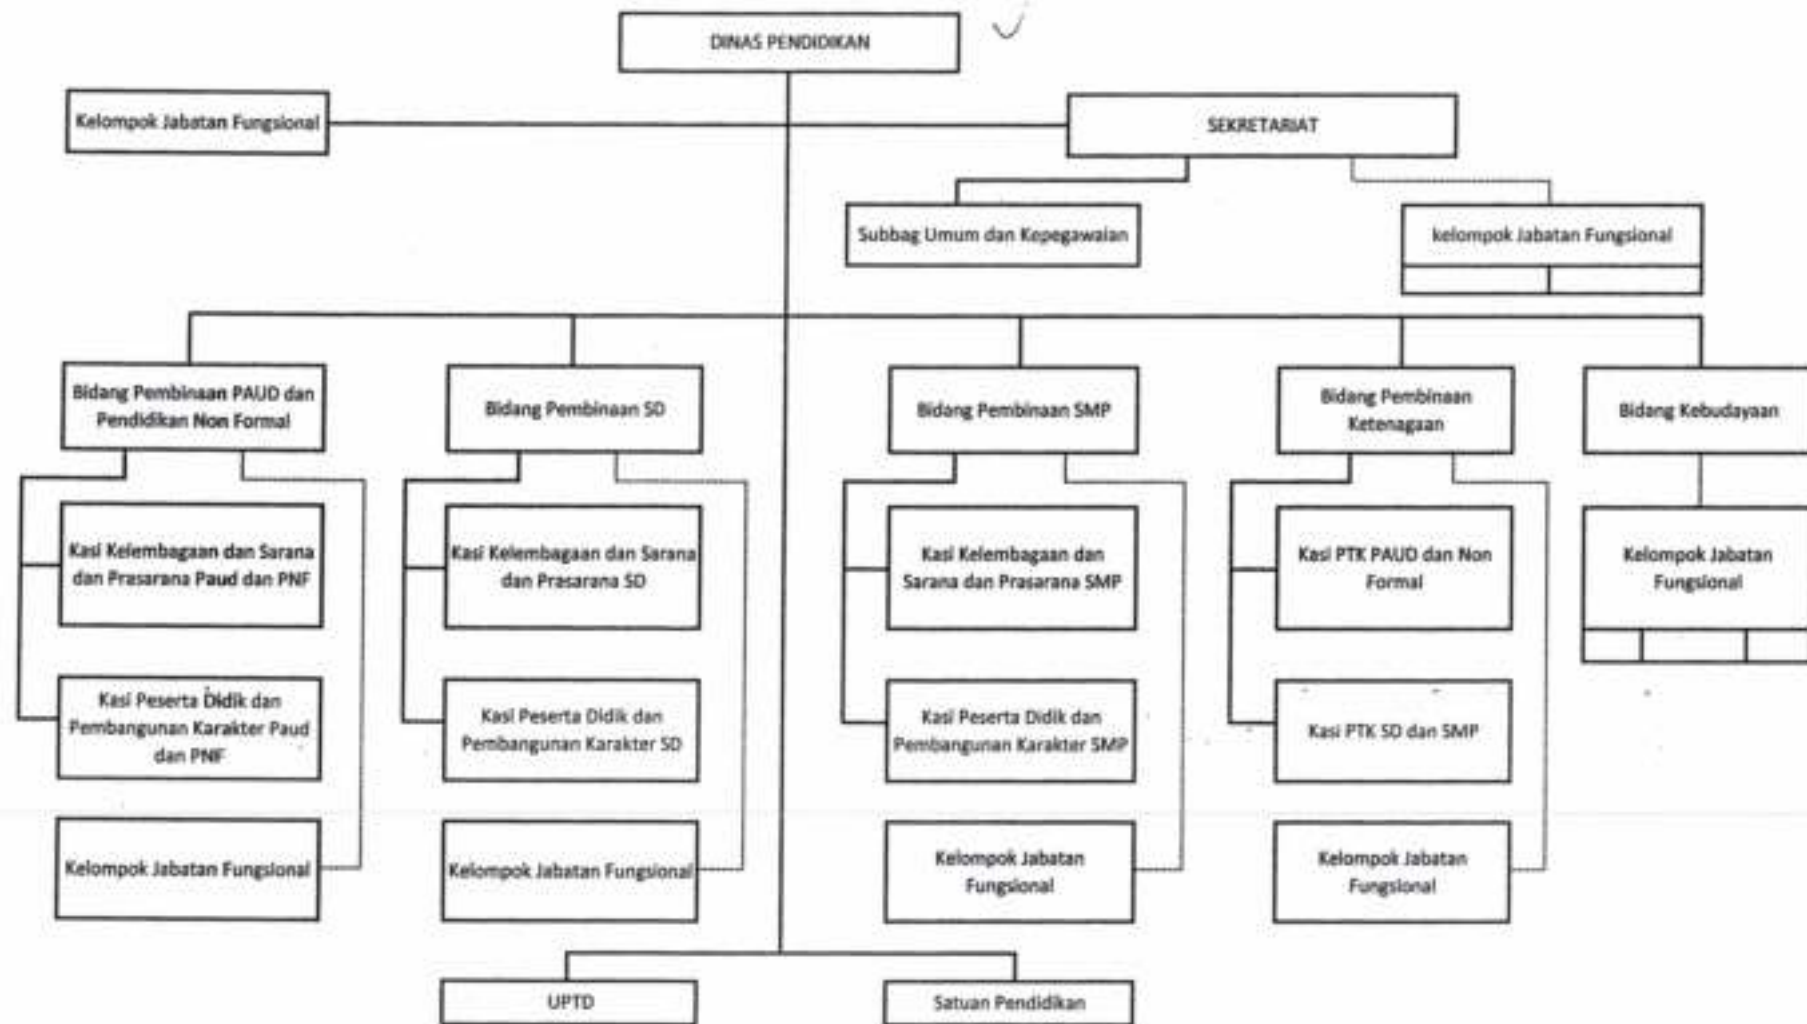 DINAS PENDIDIKAN
Kelompok Jabatan Fungsional
SEKRETARIAT
Subbag Umum dan Kepegawaian
kelompok Jabatan Fungsional
Bidang Pembinaan PAUD dan
Pendidikan Non Formal
Bidang Pembinaan SD
Bidang Pembinaan SMP
Bidang Pembinaan
Ketenagaan
Bidang Kebudayaan
Kasi Kelembagaan dan Sarana
dan Prasarana Paud dan PNF
Kasi Kelembagaan dan Sarana
dan Prasarana SD
Kasi Kelembagaan dan
Sarana dan Prasarana SMP
Kasi PTK PAUD dan Non
Formal
Kelompok Jabatan
Fungsional
Kasi Peserta Didik dan
Pembangunan Karakter Paud
dan PNF
Kasi Peserta Didik dan
Pembangunan Karakter SD
Kasi Peserta Didik dan
Pembangunan Karakter SMP
Kasi PTK SD dan SMP
Kelompok Jabatan Fungsional
Kelompok Jabatan Fungsional
Kelompok Jabatan
Fungsional
Kelompok Jabatan
Fungsional
UPTD
Satuan Pendidikan